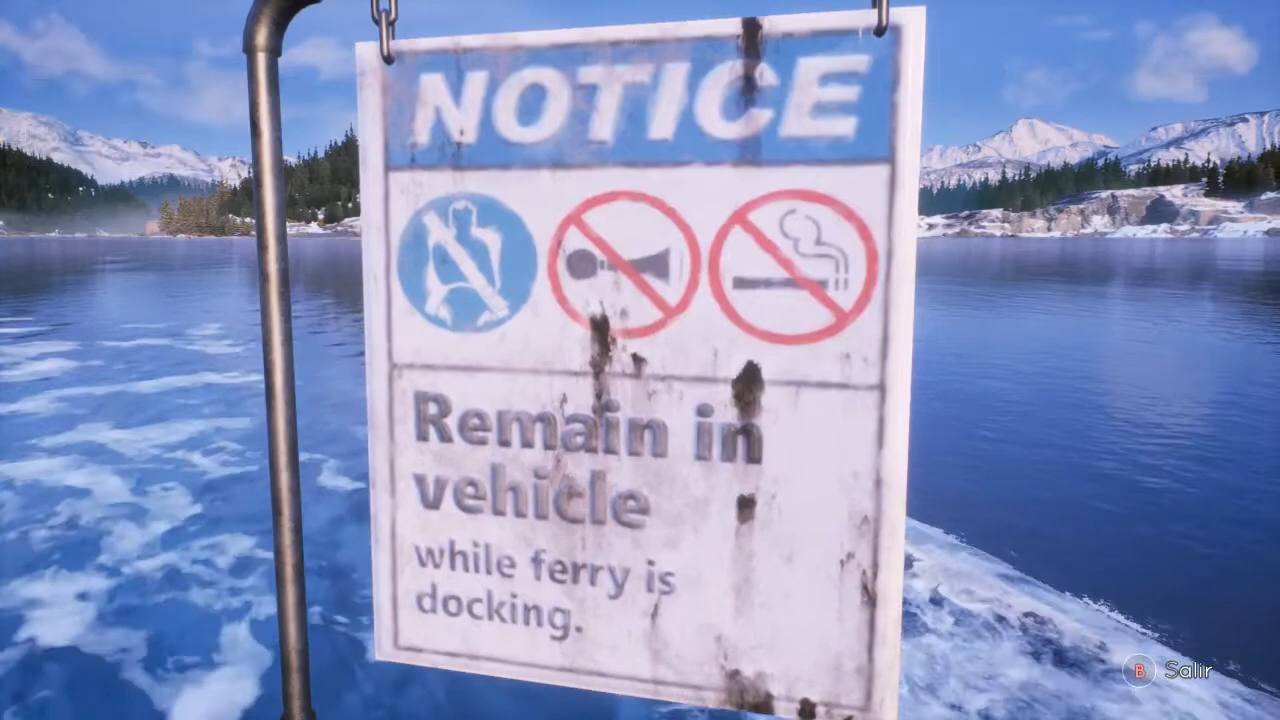 NOTICE
Remain in
vehicle
while ferry is
docking.
B Salir